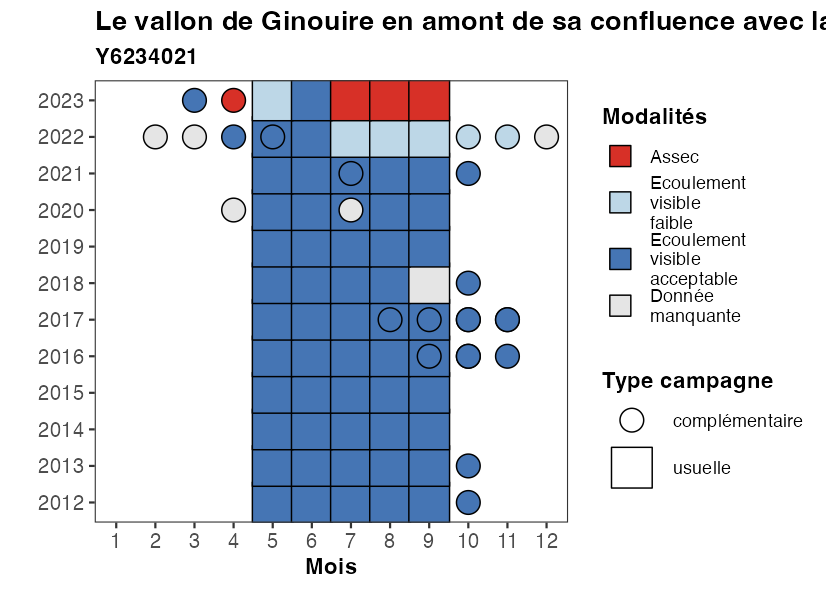 Le vallon de Ginouire en amont de sa confluence avec
Y6234021
2023
2022
2021
2020
2019
2018
2017
2016
2015
2014
2013
2012
1 2 3 4 5 6 7 8 9 10 11 12
Mois
Modalités
Assec
Ecoulement
visible
faible
Ecoulement
visible
acceptable
Donnée
manquante
Type campagne
complémentaire
usuelle